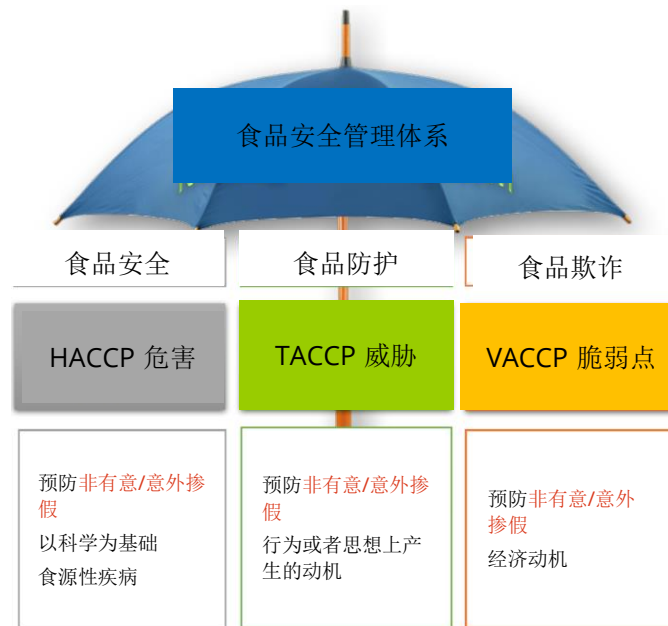 食品安全管理体系
食品安全
食品防护
食品欺诈
HACCP 危害
TACCP 威胁
VACCP 脆弱点
预防非有意/意外掺
假
以科学为基础
食源性疾病
预防非有意/意外掺
假
行为或者思想上产
生的动机
预防非有意/意外
掺假
经济动机